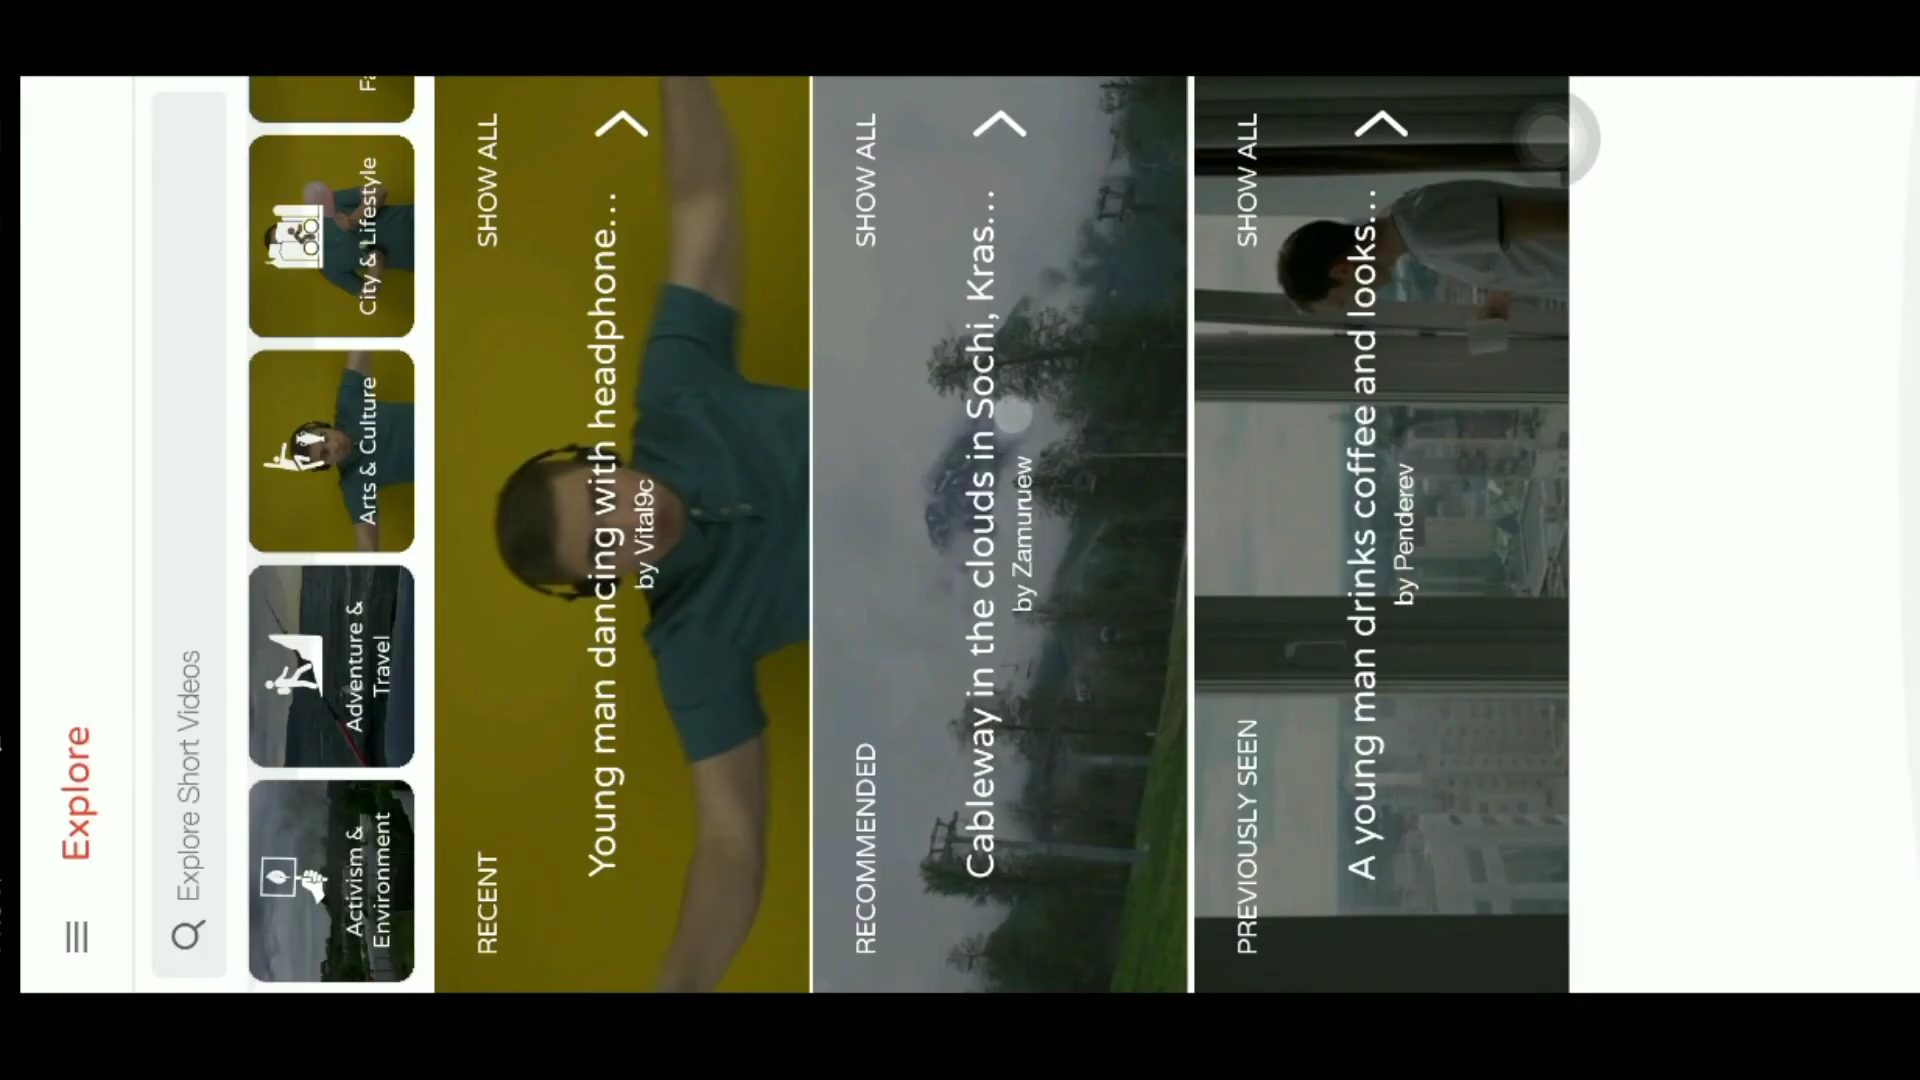 Explore
Explore Short Videos
Activism &
Environment
Adventure &
Travel
Arts & Culture
City & Lifestyle
RECENT
SHOW ALL
Young man dancing with headphone...
by Vital9c
RECOMMENDED
SHOW ALL
Cableway in the clouds in Sochi, Kras...
by Zamuruew
PREVIOUSLY SEEN
SHOW ALL
A young man drinks coffee and looks...
by Penderev